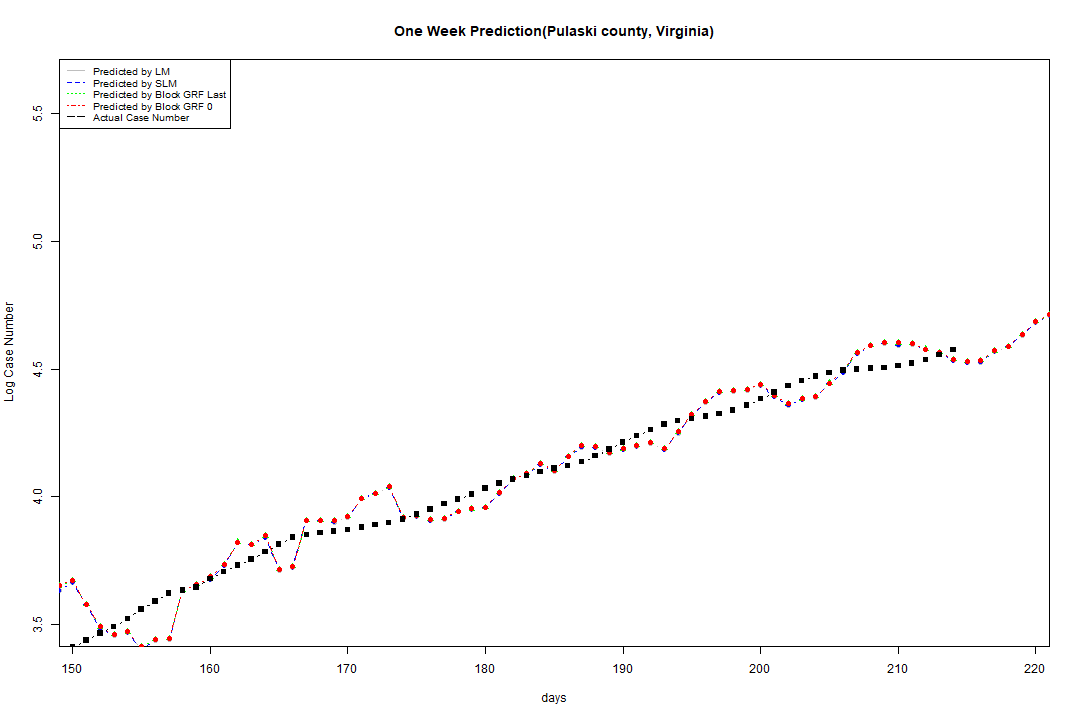 One Week Prediction(Pulaski county, Virginia)
Predicted by LM
Predicted by SLM
Predicted by Block GRF Last
Predicted by Block GRF 0
Actual Case Number
5.5
5.0
4.5
4.0
3.5
Log Case Number
150 160 170 180 190 200 210 220
days